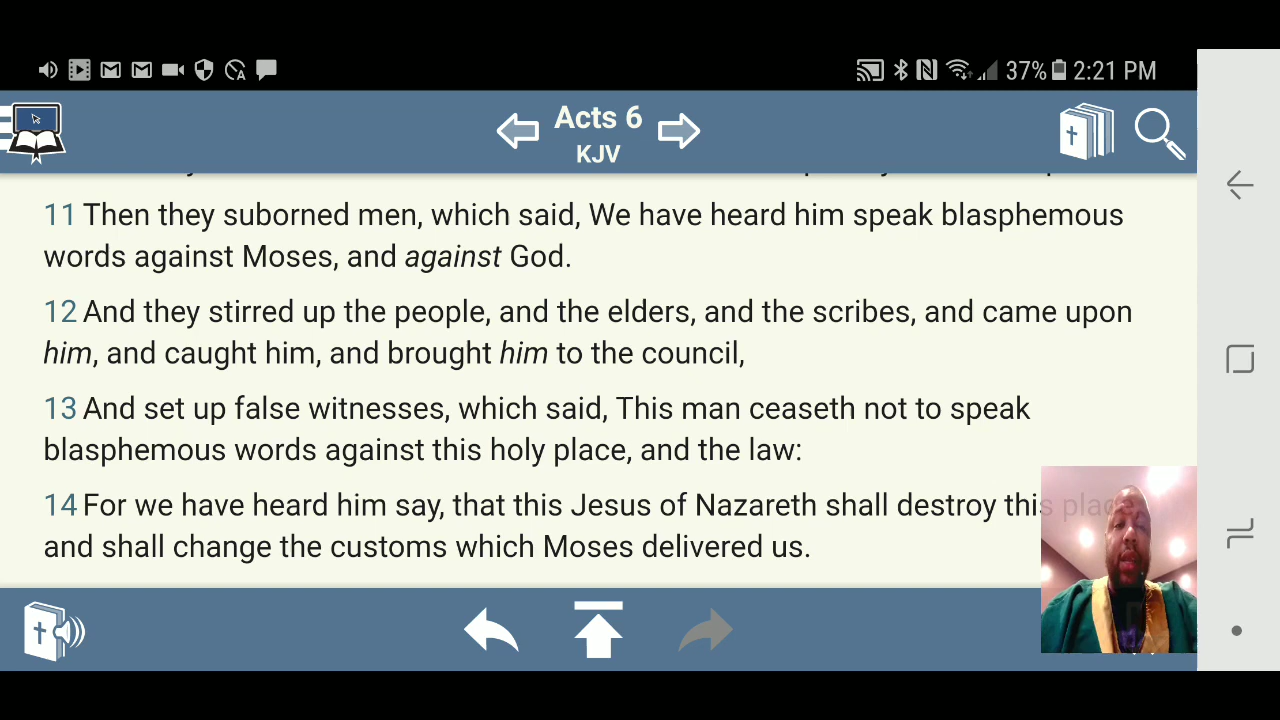 37% 2:21 PM
Acts 6
KJV
11 Then they suborned men, which said, We have heard him speak blasphemous
words against Moses, and against God.
12 And they stirred up the people, and the elders, and the scribes, and came upon
him, and caught him, and brought him to the council,
13 And set up false witnesses, which said, This man ceaseth not to speak
blasphemous words against this holy place, and the law:
14 For we have heard him say, that this Jesus of Nazareth shall destroy this
and shall change the customs which Moses delivered us.